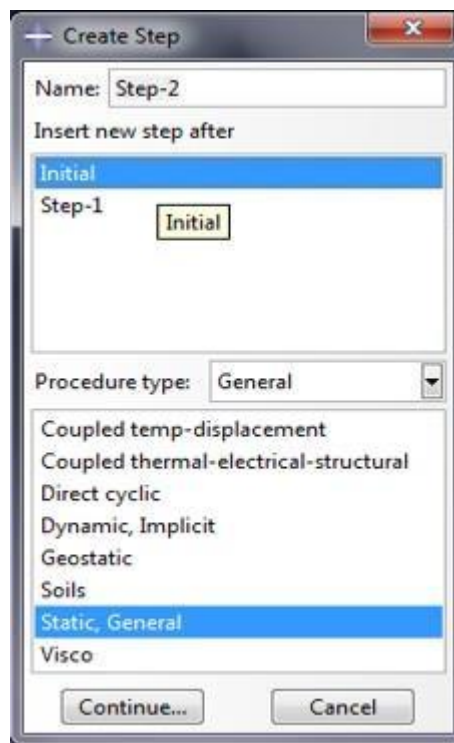 Create Step
Name: Step-2
Insert new step after
Initial
Step-1
Initial
Procedure type: General
Coupled temp-displacement
Coupled thermal-electrical-structural
Direct cyclic
Dynamic, Implicit
Geostatic
Soils
Static, General
Visco
Continue... Cancel